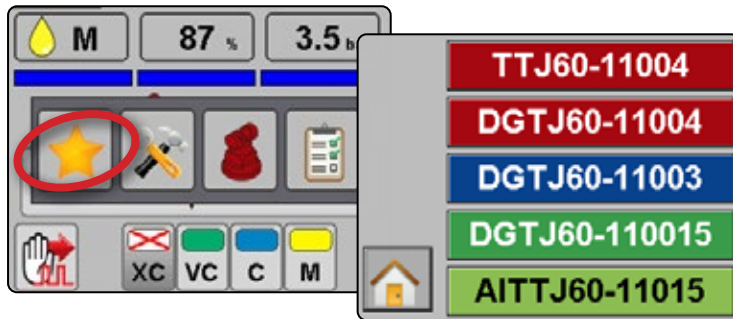 M 87 % 3.5
XC VC C M
TTJ60-11004
DGTJ60-11004
DGTJ60-11003
DGTJ60-110015
AITTJ60-11015